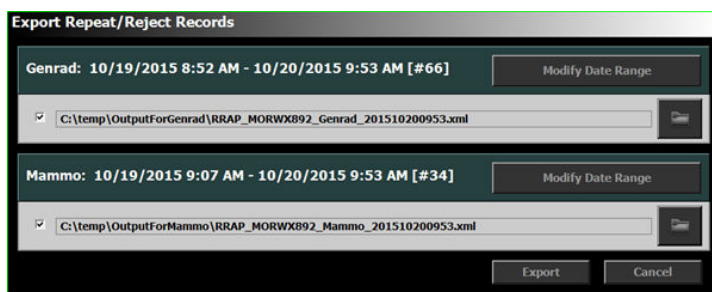 Export Repeat/Reject Records
Genrad: 10/19/2015 8:52 AM - 10/20/2015 9:53 AM [#66]
Modify Date Range
C:\temp\OutputForGenrad\RRAP_MORWX892_Genrad_201510200953.xml
Mammo: 10/19/2015 9:07 AM - 10/20/2015 9:53 AM [#34]
Modify Date Range
C:\temp\OutputForMammo\RRAP_MORWX892_Mammo_201510200953.xml
Export
Cancel